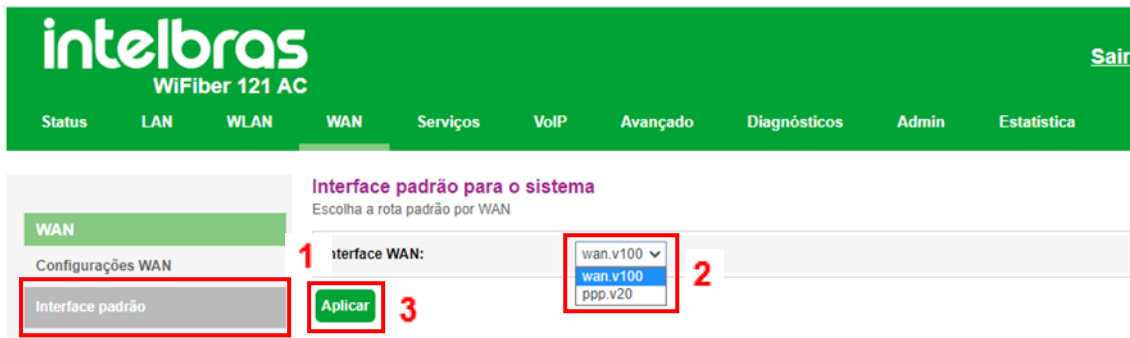 intelbras
WiFiber 121 AC
Sair
Status LAN WLAN WAN Serviços VoIP Avançado Diagnósticos Admin Estatística
Interface padrão para o sistema
Escolha a rota padrão por WAN
WAN
1 nterface WAN: wan.v100
Configurações WAN
wan.v100 2
ppp.v20
Interface padrão
Aplicar 3